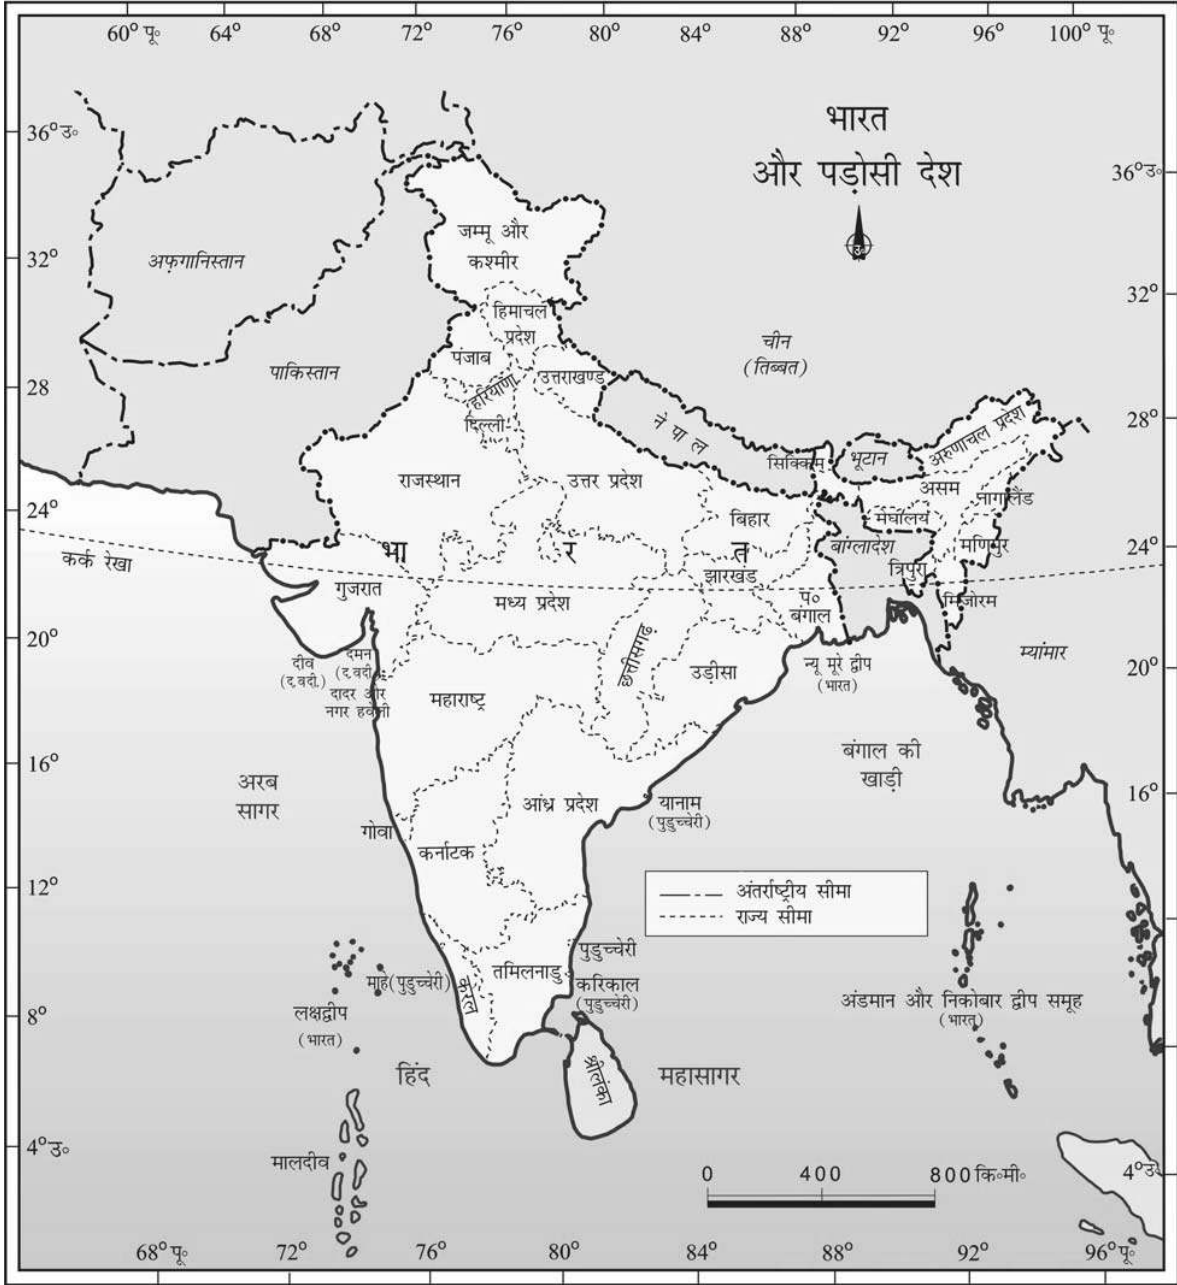 60° पू॰ 64° 68° 72° 76° 80° 84° 88° 92° 96° 100° पू॰
भारत
और पड़ोसी देश
36° उ॰
36° उ॰
उ॰
जम्मू और
कश्मीर
अफ़गानिस्तान
32°
32°
हिमाचल
प्रदेश
चीन
(तिब्बत)
पंजाब
पाकिस्तान
उत्तराखण्ड
हरियाणा
28°
28°
दिल्ली
नेपाल
अरुणाचल प्रदेश
सिक्किम
भूटान
राजस्थान
उत्तर प्रदेश
असम
नागालैंड
24°
बिहार
मेघालय
24°
कर्क रेखा
भारत
बांग्लादेश
मणिपुर
त्रिपुरा
झारखंड
गुजरात
मध्य प्रदेश
प०
बंगाल
मिजोरम
20°
20°
छत्तीसगढ़
उड़ीसा
म्यांमार
दीव
(द.वदी.)
दमन
(द.वदी.)
दादर और
नगर हवेली
न्यू मूरे द्वीप
(भारत)
महाराष्ट्र
16°
16°
बंगाल की
खाड़ी
अरब
सागर
आंध्र प्रदेश
यानाम
(पुडुच्चेरी)
गोवा
कर्नाटक
12°
अंतर्राष्ट्रीय सीमा
राज्य सीमा
पुडुच्चेरी
माहे(पुडुच्चेरी)
केरल
तमिलनाडु
करिकाल
(पुडुच्चेरी)
लक्षद्वीप
(भारत)
अंडमान और निकोबार द्वीप समूह
(भारत)
8°
हिंद
महासागर
श्रीलंका
4° उ॰
4° उ॰
मालदीव
0 400 800 कि॰मी॰
68° पू॰ 72° 76° 80° 84° 88° 92° 96° पू॰